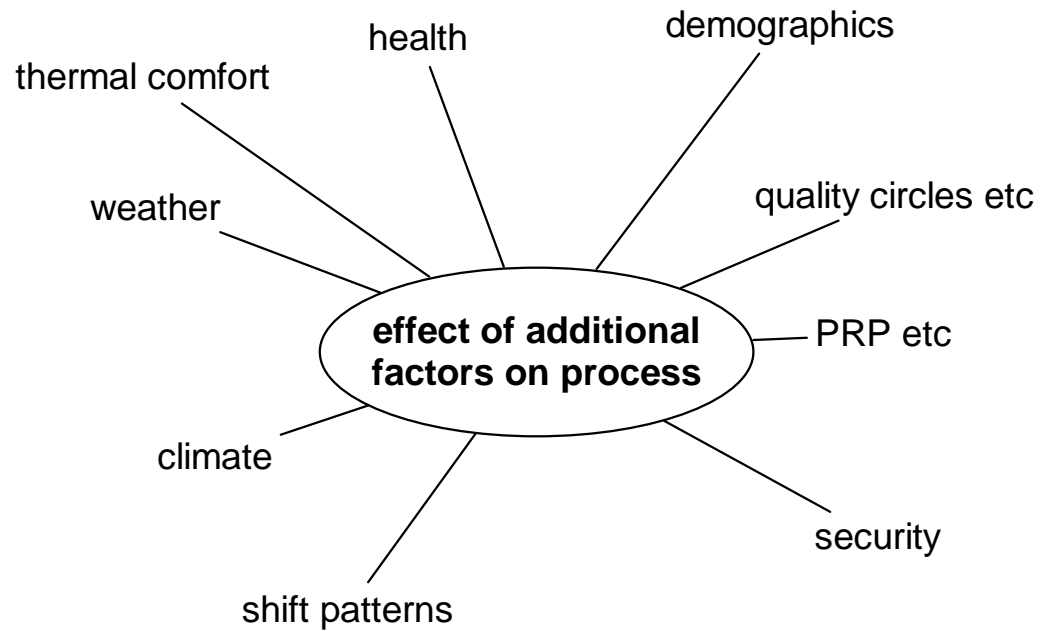 health
demographics
thermal comfort
weather
quality circles etc
effect of additional
factors on process
PRP etc
climate
security
shift patterns